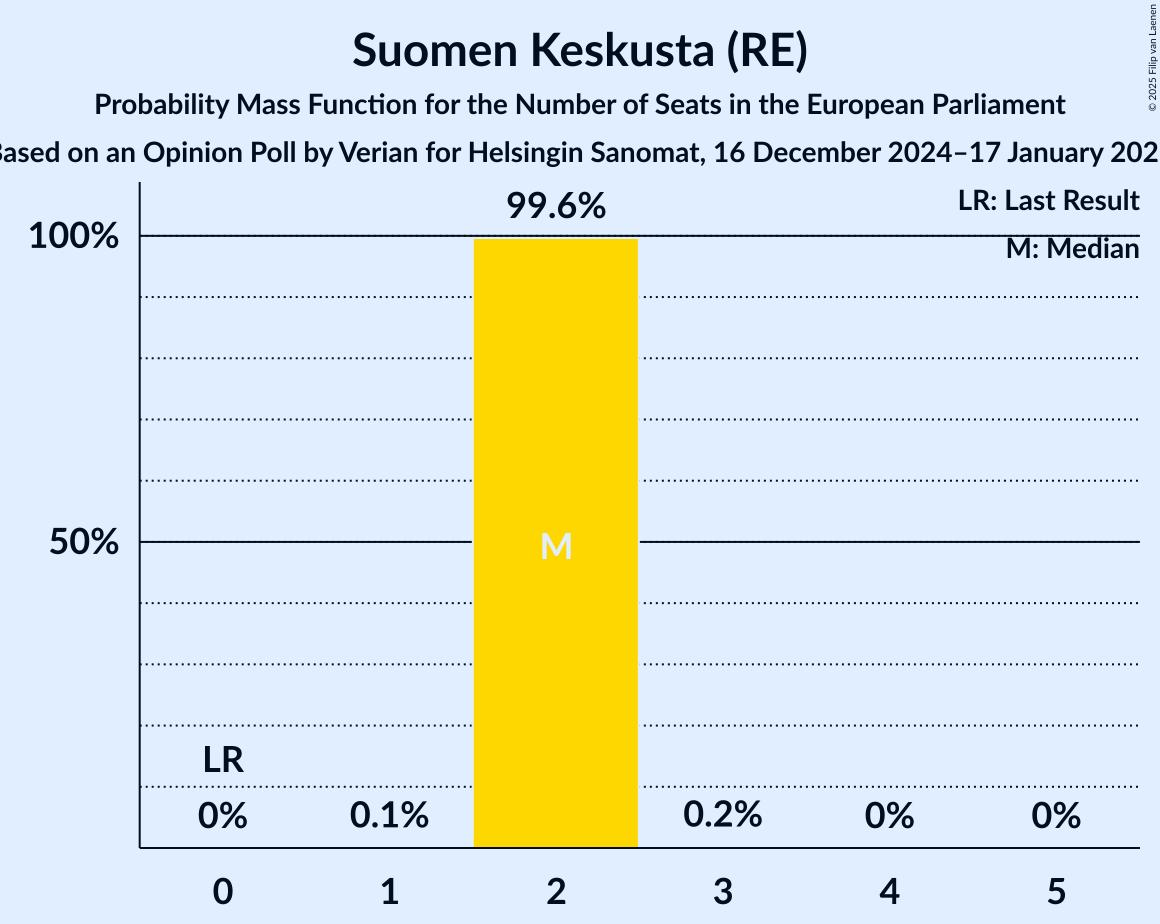 Suomen Keskusta (RE)
Probability Mass Function for the Number of Seats in the European Parliament
Based on an Opinion Poll by Verian for Helsingin Sanomat, 16 December 2024–17 January 202
© 2025 Filip van Laenen
LR: Last Result
M: Median
99.6%
100%
50%
M
LR
0% 0.1% 0.2% 0% 0%
0 1 2 3 4 5